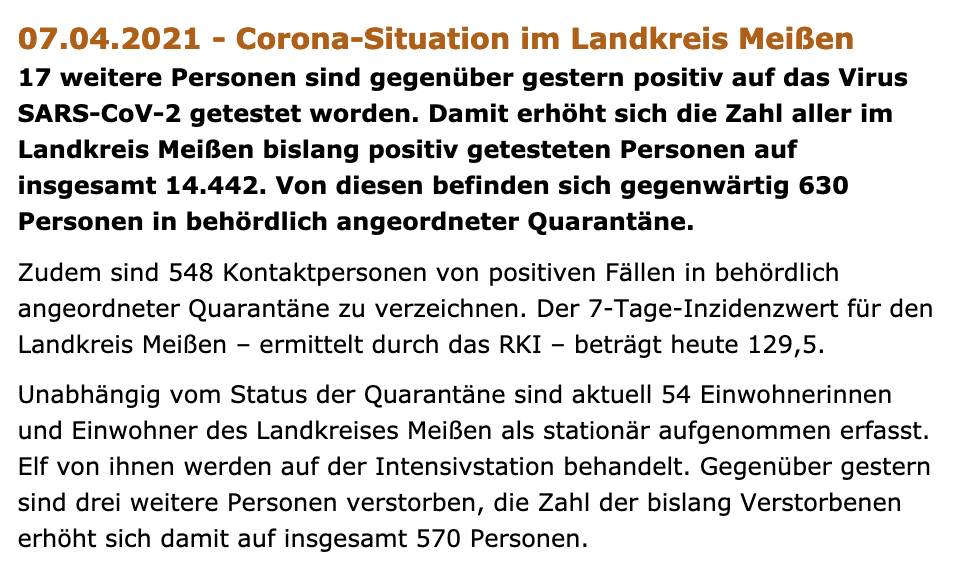 07.04.2021 - Corona-Situation im Landkreis Meißen
17 weitere Personen sind gegenüber gestern positiv auf das Virus
SARS-CoV-2 getestet worden. Damit erhöht sich die Zahl aller im
Landkreis Meißen bislang positiv getesteten Personen auf
insgesamt 14.442. Von diesen befinden sich gegenwärtig 630
Personen in behördlich angeordneter Quarantäne.
Zudem sind 548 Kontaktpersonen von positiven Fällen in behördlich
angeordneter Quarantäne zu verzeichnen. Der 7-Tage-Inzidenzwert für den
Landkreis Meißen – ermittelt durch das RKI – beträgt heute 129,5.
Unabhängig vom Status der Quarantäne sind aktuell 54 Einwohnerinnen
und Einwohner des Landkreises Meißen als stationär aufgenommen erfasst.
Elf von ihnen werden auf der Intensivstation behandelt. Gegenüber gestern
sind drei weitere Personen verstorben, die Zahl der bislang Verstorbenen
erhöht sich damit auf insgesamt 570 Personen.